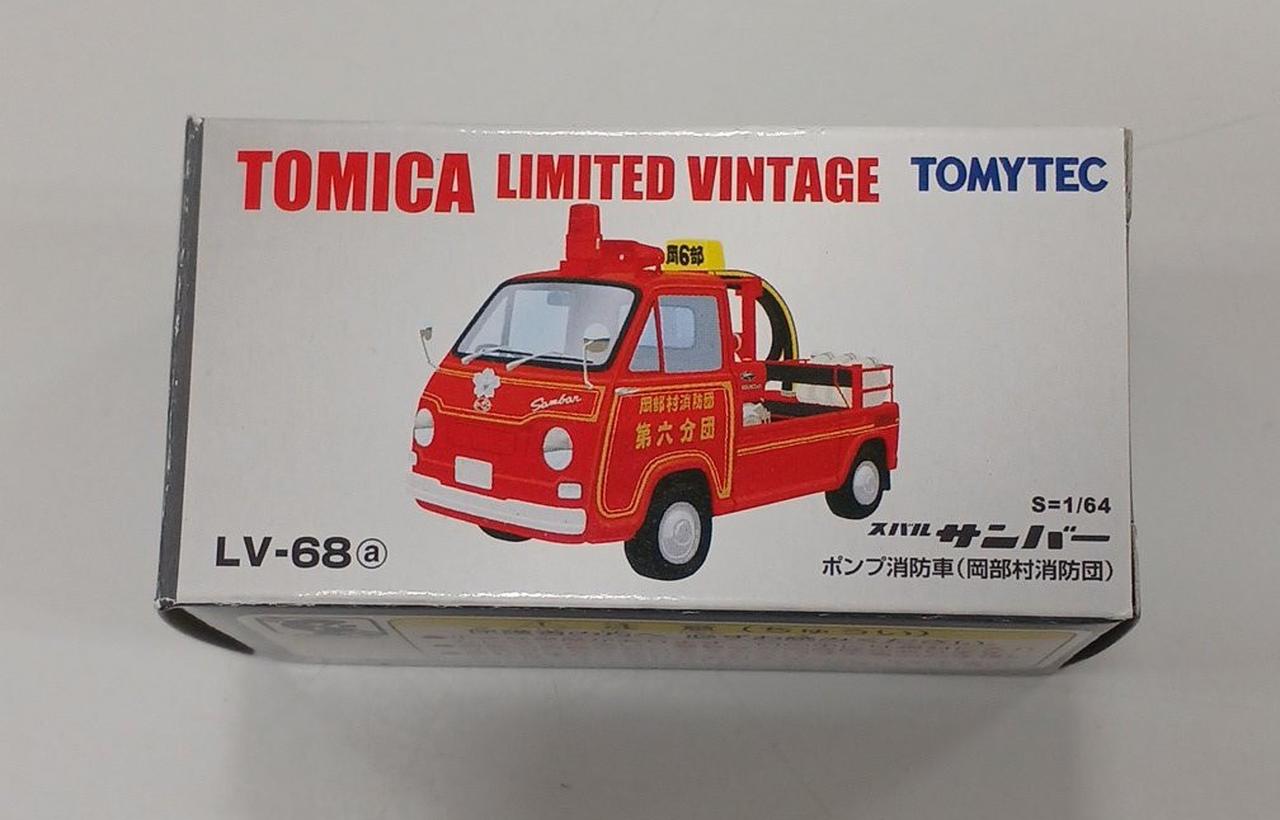 TOMICA LIMITED VINTAGE TOMYTEC
岡6部
Sambar
岡部村消防団
第六分団
S=1/64
LV-68ⓐ
スバル サンバー
ポンプ消防車(岡部村消防団)